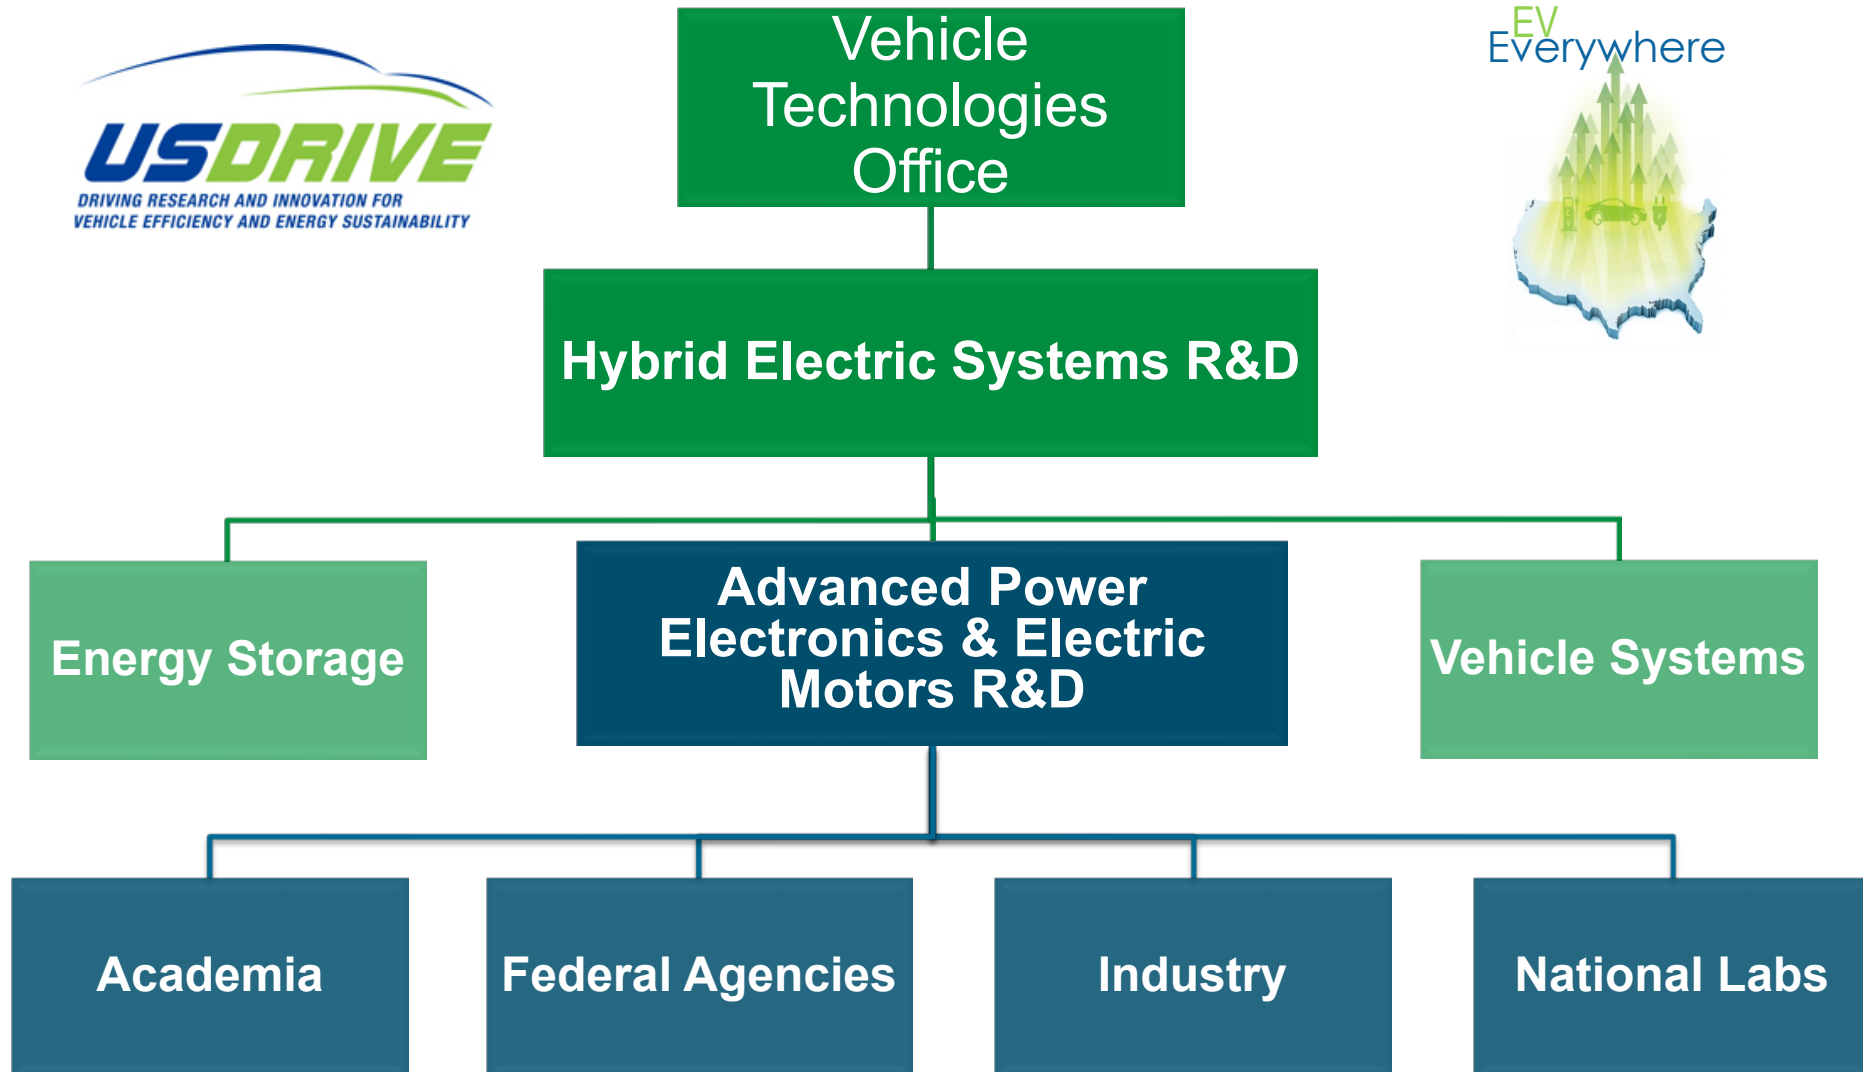 USDRIVE
DRIVING RESEARCH AND INNOVATION FOR
VEHICLE EFFICIENCY AND ENERGY SUSTAINABILITY
Vehicle
Technologies
Office
EV
Everywhere
Hybrid Electric Systems R&D
Energy Storage
Advanced Power
Electronics & Electric
Motors R&D
Vehicle Systems
Academia
Federal Agencies
Industry
National Labs